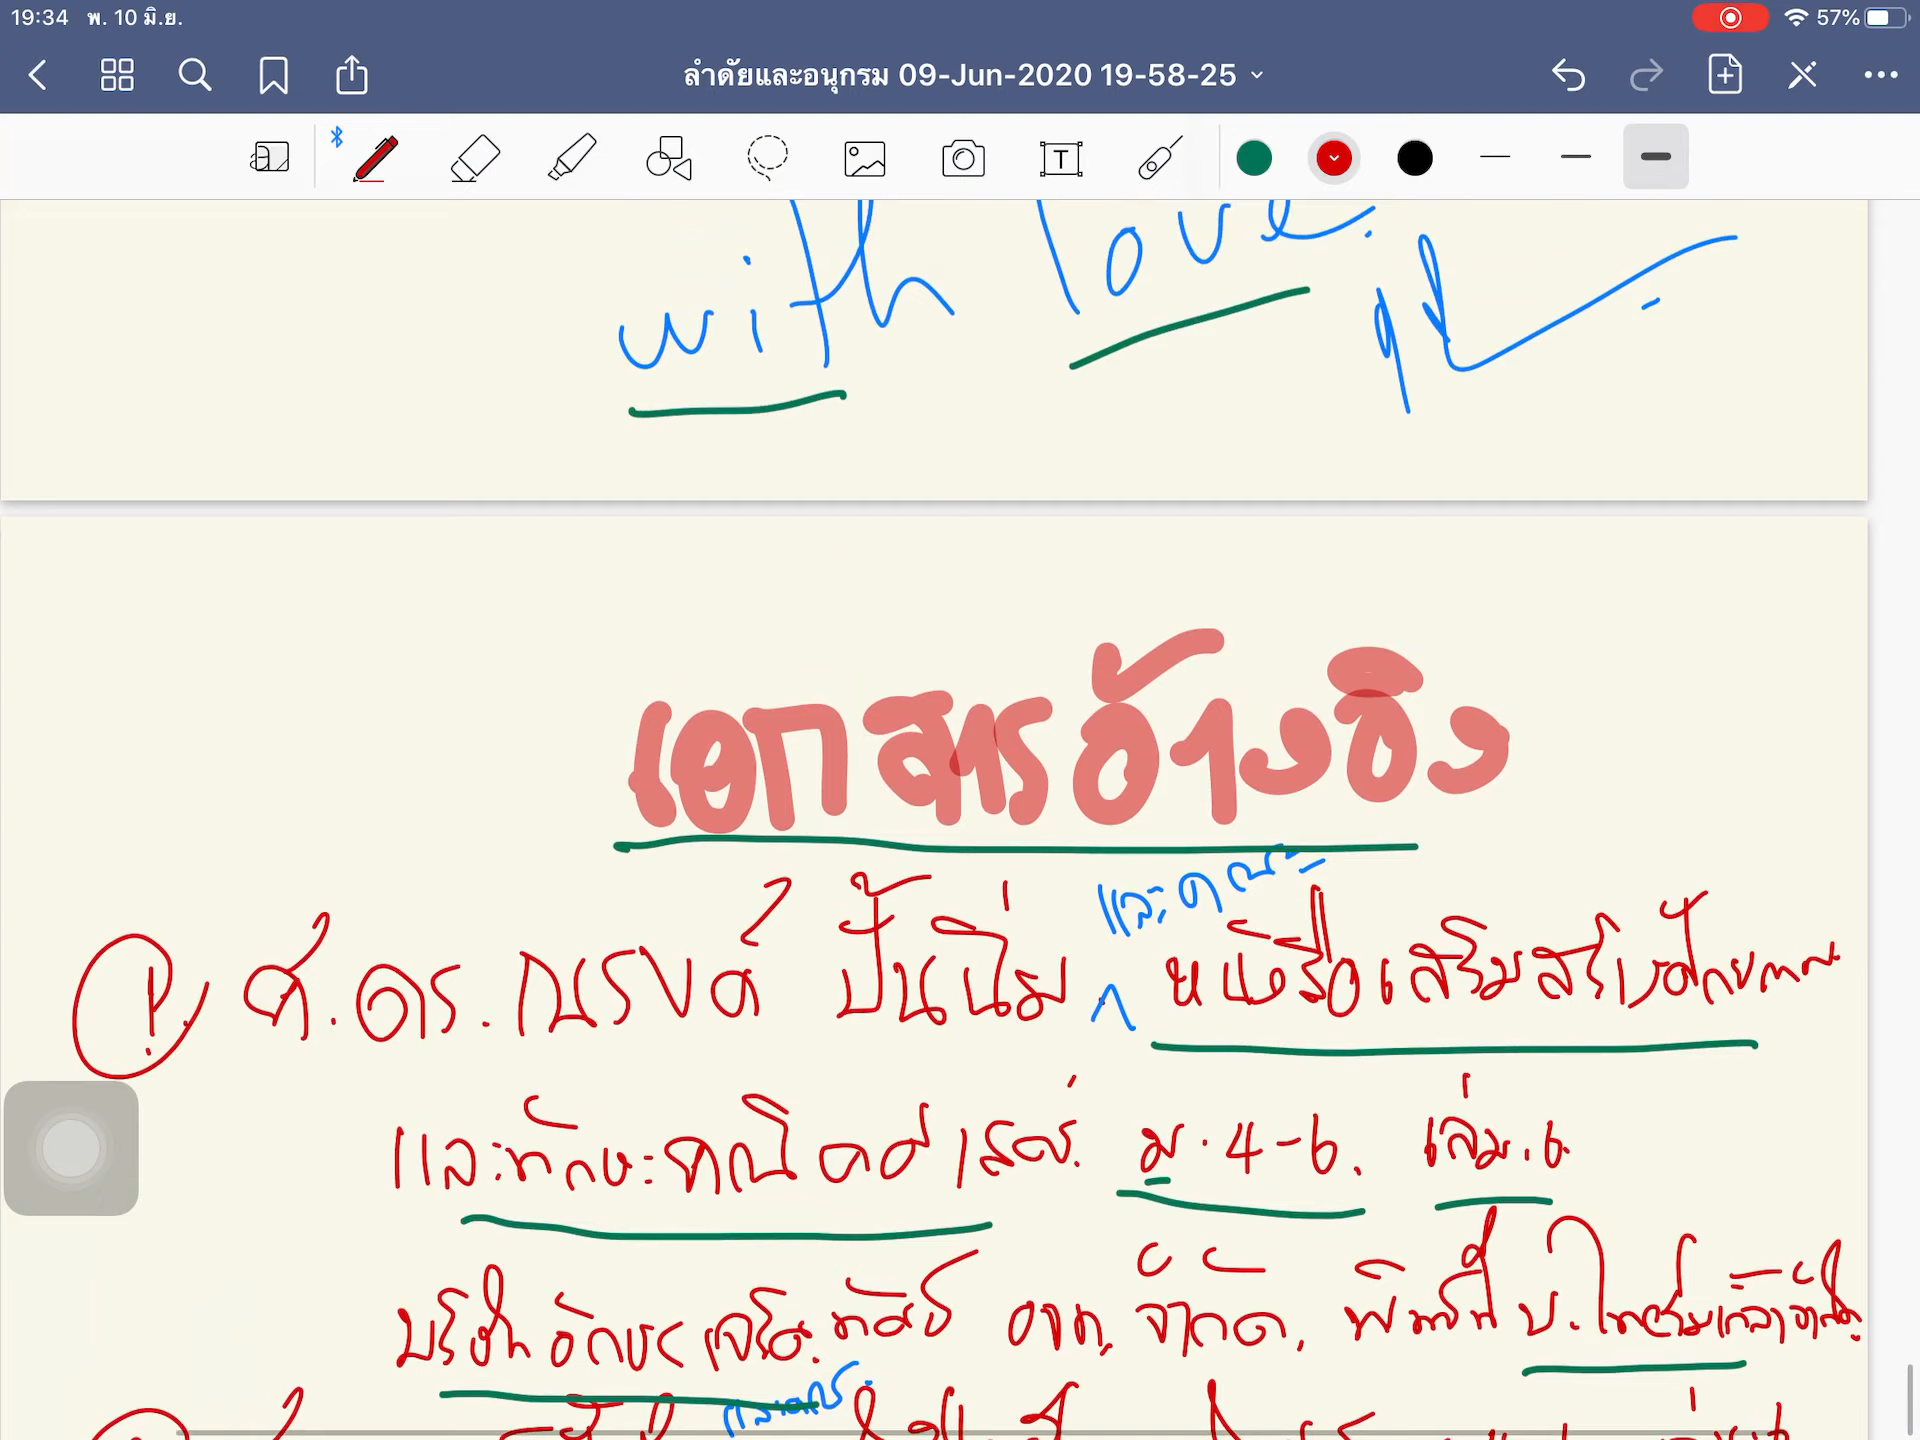 19:34 พ. 10 มิ.ย. 57%
ลำดัยและอนุกรม 09-Jun-2020 19-58-25
with love.
เอกสารอ้างอิง
และคณะ
1. ศ.ดร.ณรงค์ ปั้นนิ่ม หนังสือเสริมสร้างศักยภาพ
และทักษะคณิตศาสตร์ ม.4-6. เล่ม.6.
บริษัทอักษรเจริญทัศน์ อจท. จำกัด, พิมพ์ที่ บ.ไทยร่มเกล้า จำกัด.